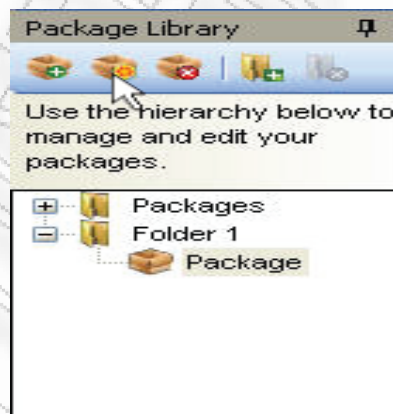 Package Library
Use the hierarchy below to
manage and edit your
packages.
Packages
Folder 1
Package